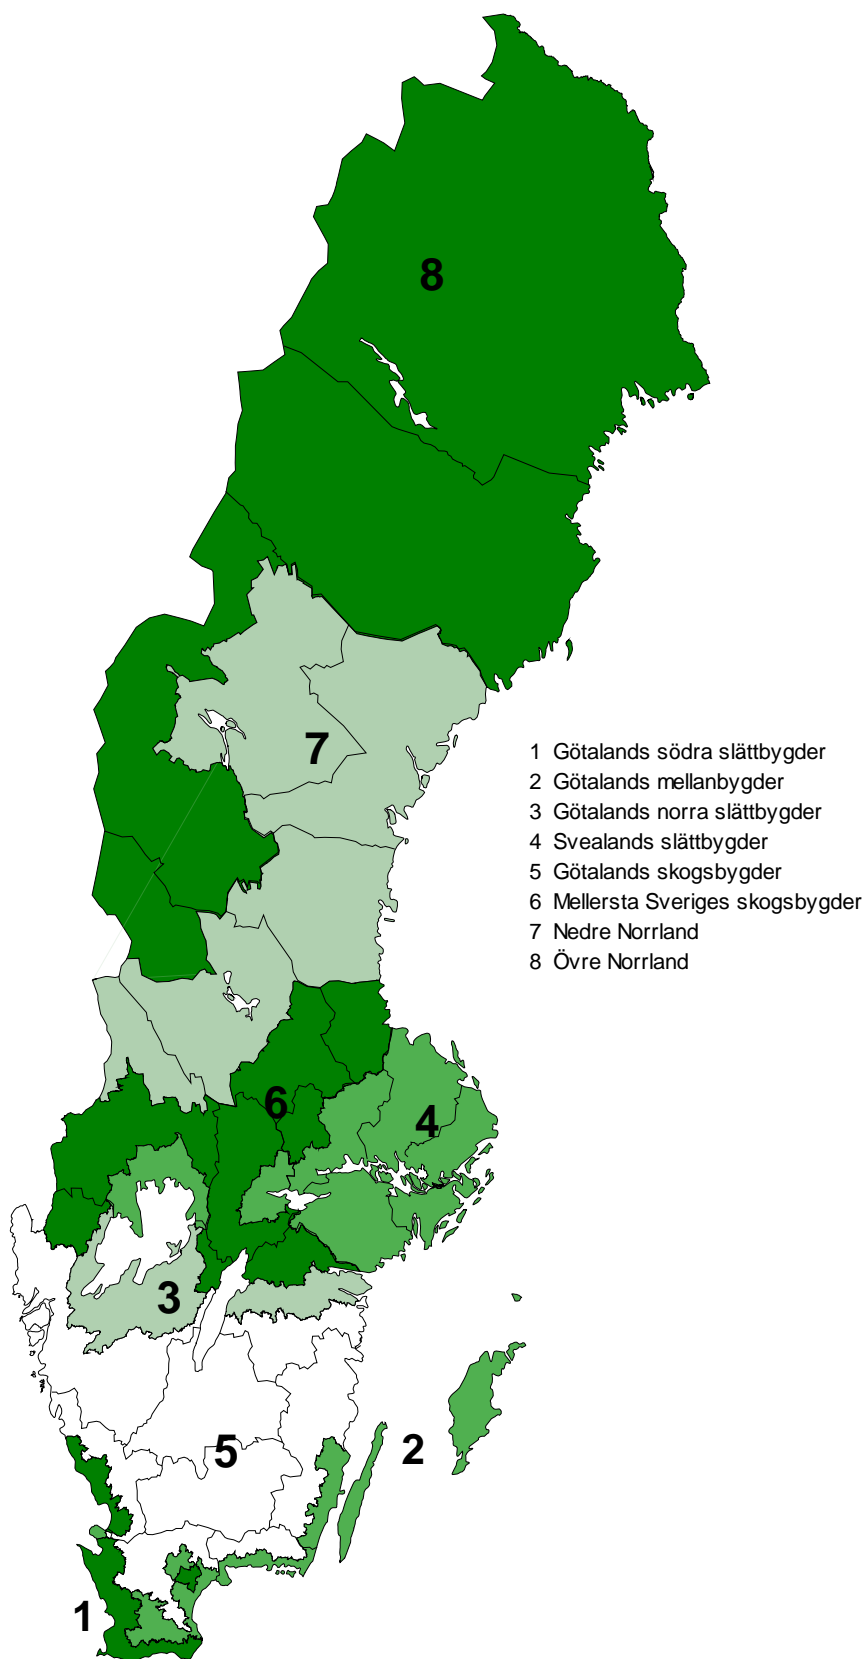 8
7
1 Götalands södra slättbygder
2 Götalands mellanbygder
3 Götalands norra slättbygder
4 Svealands slättbygder
5 Götalands skogsbygder
6 Mellersta Sveriges skogsbygder
7 Nedre Norrland
8 Övre Norrland
6
4
3
5
2
1